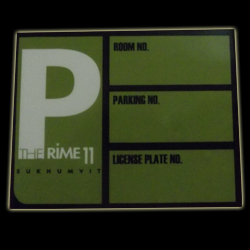 P
THE RiME 11
SUKHUMVIT
ROOM NO.
PARKING NO.
LICENSE PLATE NO.